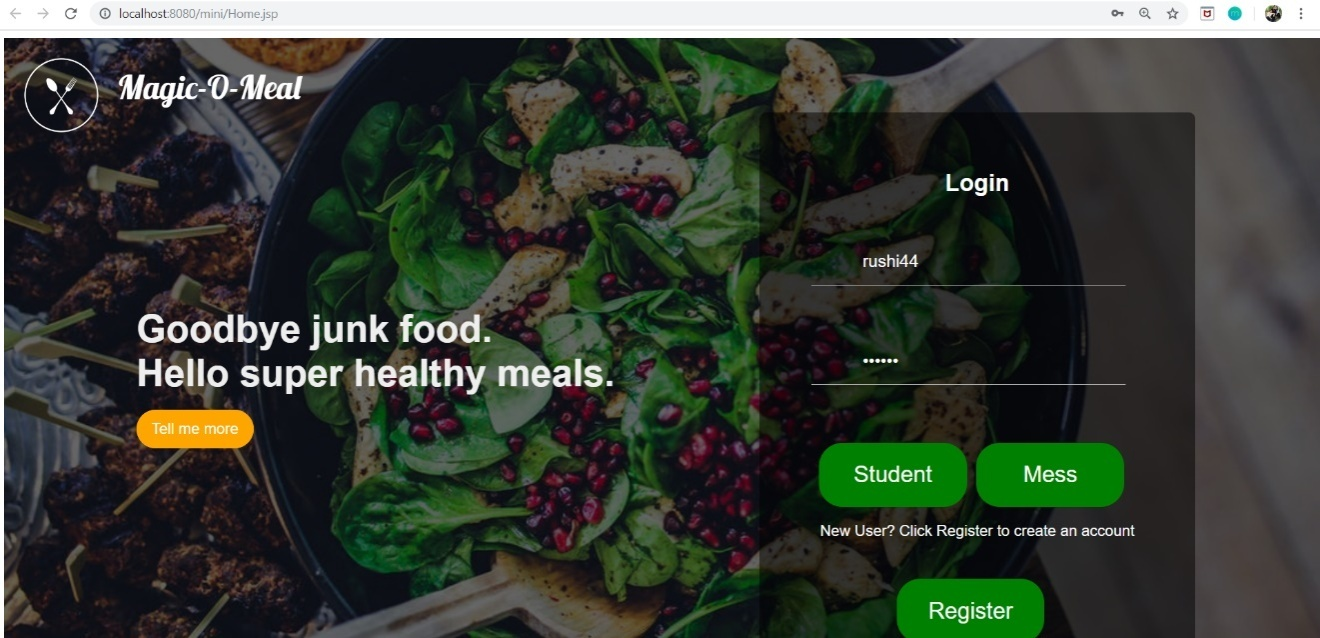 localhost:8080/mini/Home.jsp
Magic-O-Meal
Login
rushi44
Goodbye junk food.
Hello super healthy meals.
••••••
Tell me more
Student Mess
New User? Click Register to create an account
Register